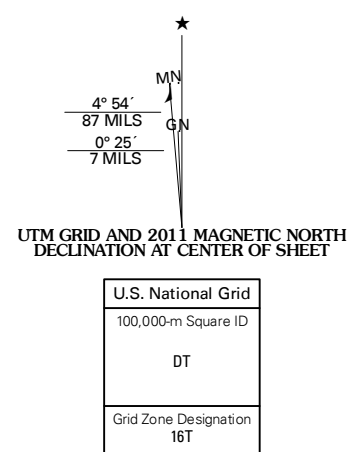 ★
MN
4° 54´
87 MILS
GN
0° 25´
7 MILS
UTM GRID AND 2011 MAGNETIC NORTH
DECLINATION AT CENTER OF SHEET
U.S. National Grid
100,000-m Square ID
DT
Grid Zone Designation
16T